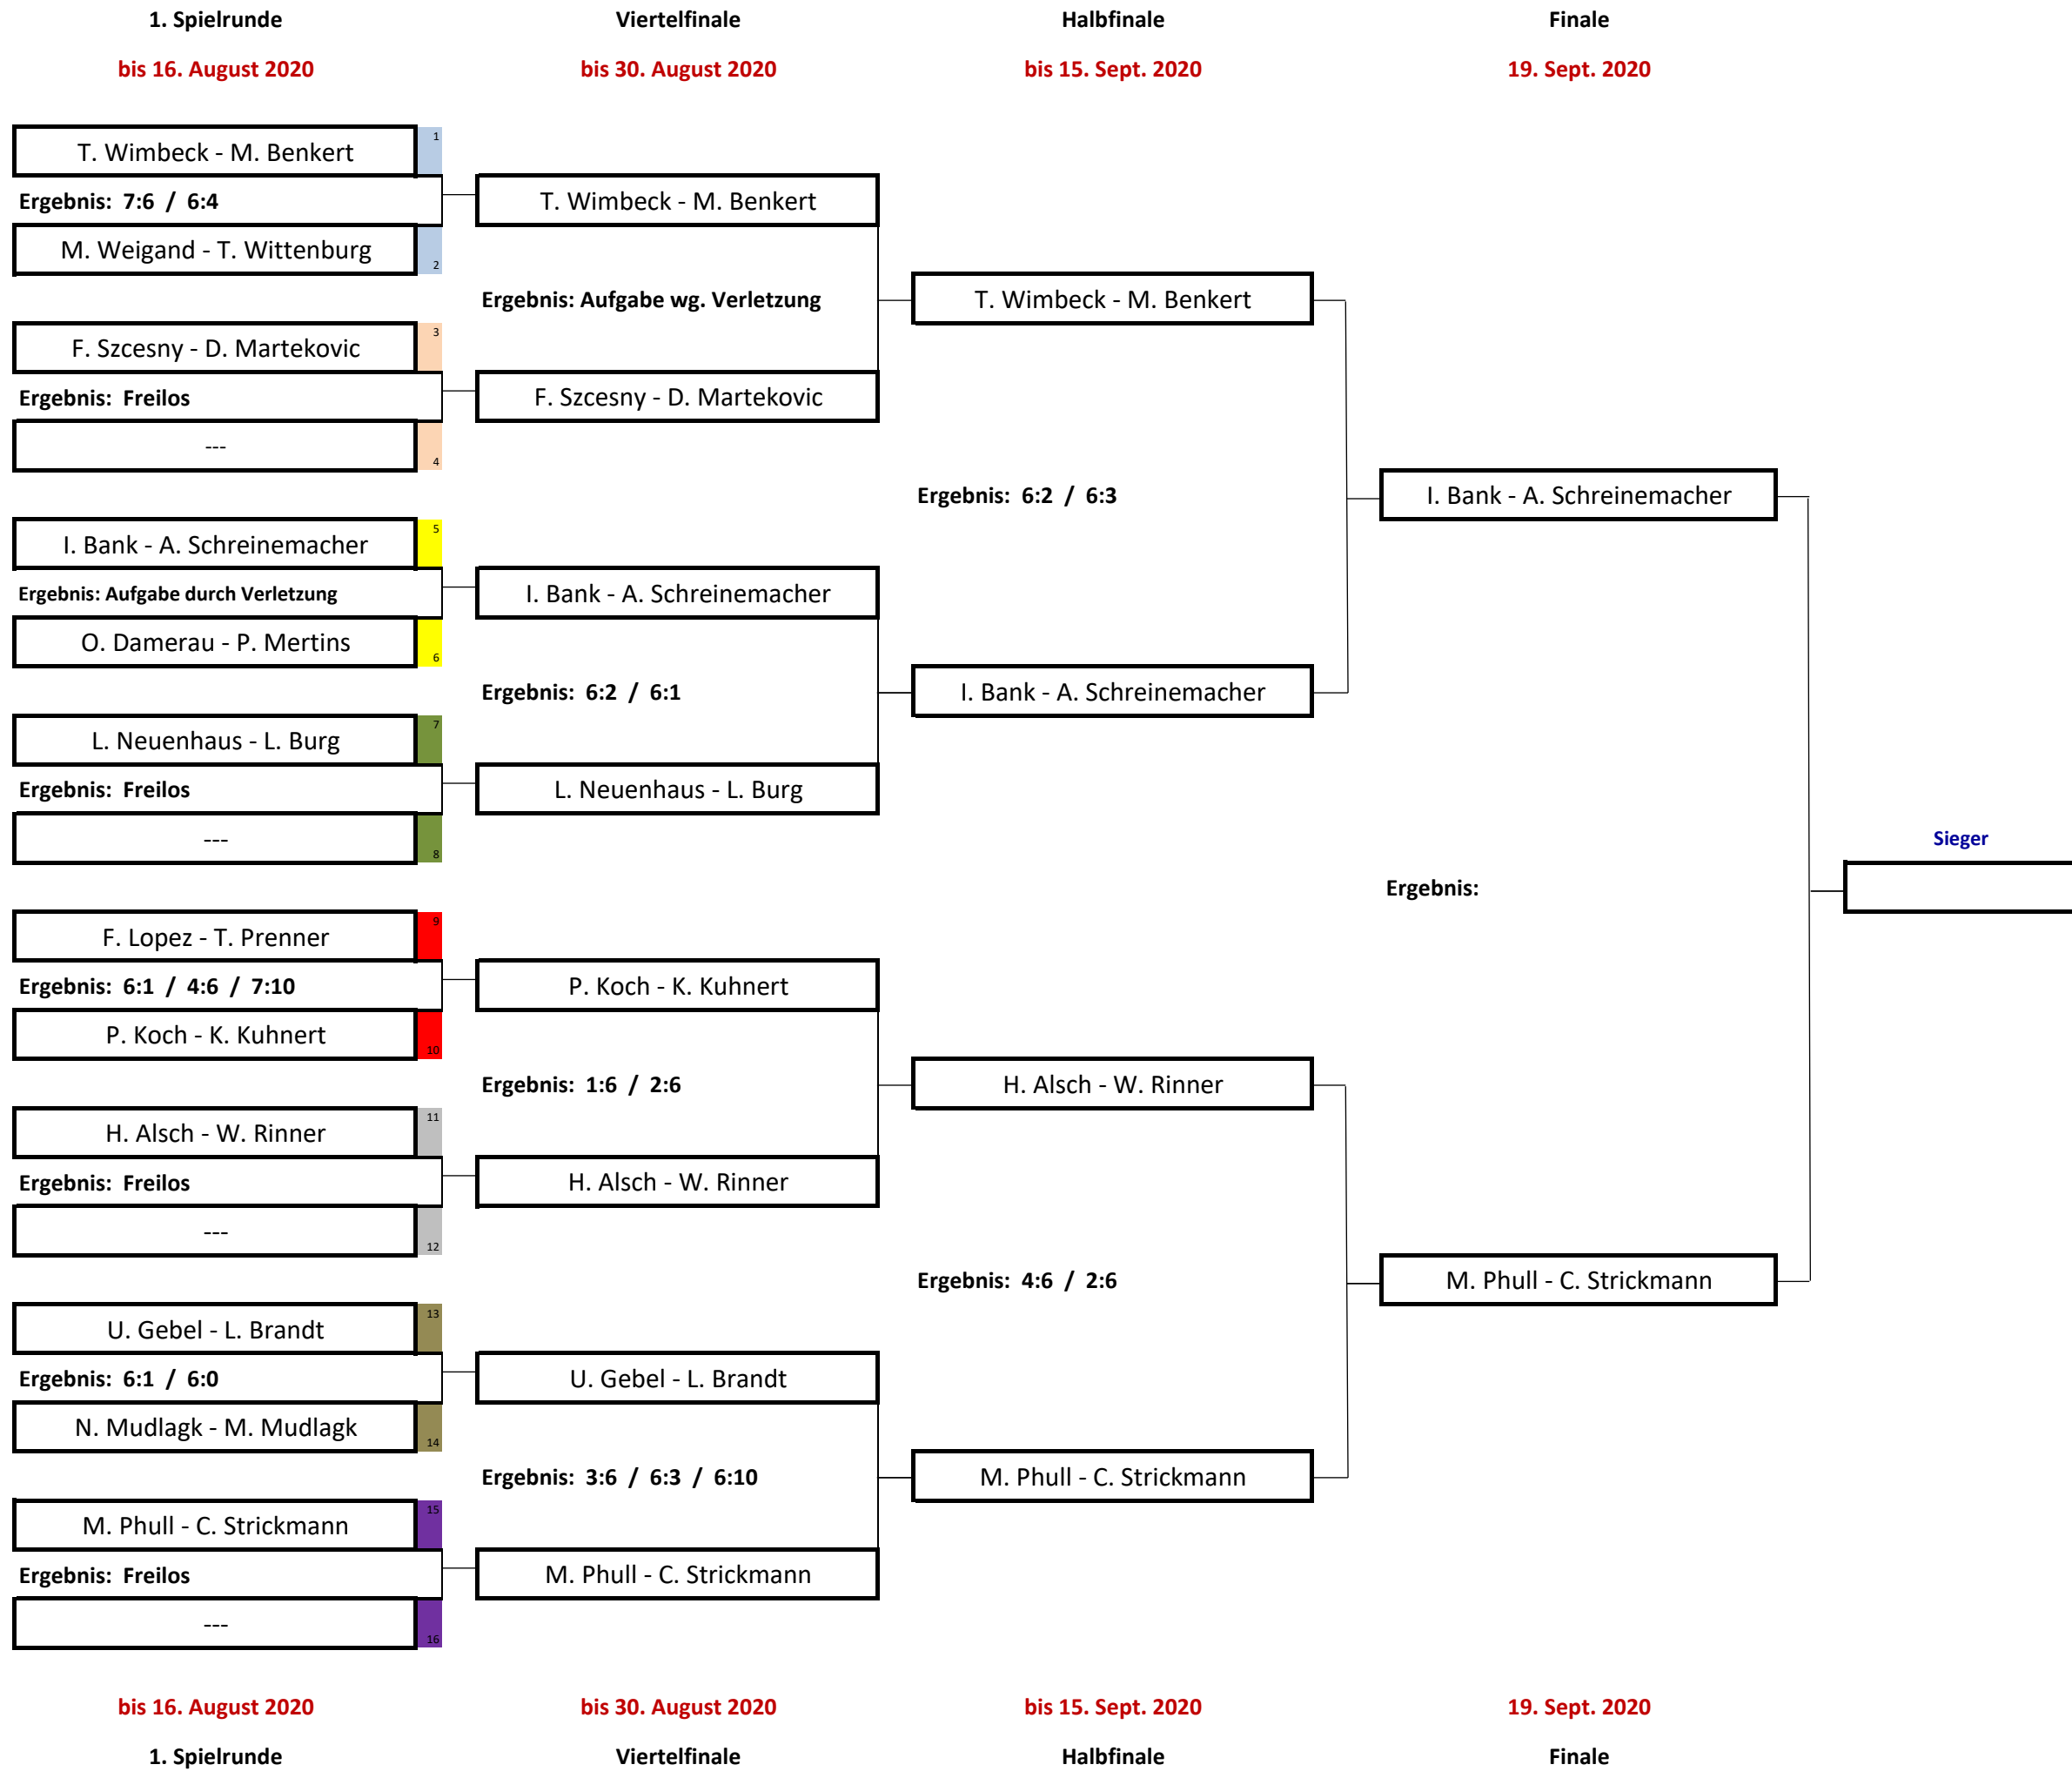 1. Spielrunde
Viertelfinale
Halbfinale
Finale
bis 16. August 2020
bis 30. August 2020
bis 15. Sept. 2020
19. Sept. 2020
1
T. Wimbeck - M. Benkert
Ergebnis: 7:6 / 6:4
T. Wimbeck - M. Benkert
M. Weigand - T. Wittenburg
2
Ergebnis: Aufgabe wg. Verletzung
T. Wimbeck - M. Benkert
3
F. Szcesny - D. Martekovic
Ergebnis: Freilos
F. Szcesny - D. Martekovic
---
4
Ergebnis: 6:2 / 6:3
I. Bank - A. Schreinemacher
5
I. Bank - A. Schreinemacher
Ergebnis: Aufgabe durch Verletzung
I. Bank - A. Schreinemacher
O. Damerau - P. Mertins
6
Ergebnis: 6:2 / 6:1
I. Bank - A. Schreinemacher
7
L. Neuenhaus - L. Burg
Ergebnis: Freilos
L. Neuenhaus - L. Burg
---
8
Sieger
Ergebnis:
9
F. Lopez - T. Prenner
Ergebnis: 6:1 / 4:6 / 7:10
P. Koch - K. Kuhnert
P. Koch - K. Kuhnert
10
Ergebnis: 1:6 / 2:6
H. Alsch - W. Rinner
11
H. Alsch - W. Rinner
Ergebnis: Freilos
H. Alsch - W. Rinner
---
12
Ergebnis: 4:6 / 2:6
M. Phull - C. Strickmann
13
U. Gebel - L. Brandt
Ergebnis: 6:1 / 6:0
U. Gebel - L. Brandt
N. Mudlagk - M. Mudlagk
14
Ergebnis: 3:6 / 6:3 / 6:10
M. Phull - C. Strickmann
15
M. Phull - C. Strickmann
Ergebnis: Freilos
M. Phull - C. Strickmann
---
16
bis 16. August 2020
bis 30. August 2020
bis 15. Sept. 2020
19. Sept. 2020
1. Spielrunde
Viertelfinale
Halbfinale
Finale